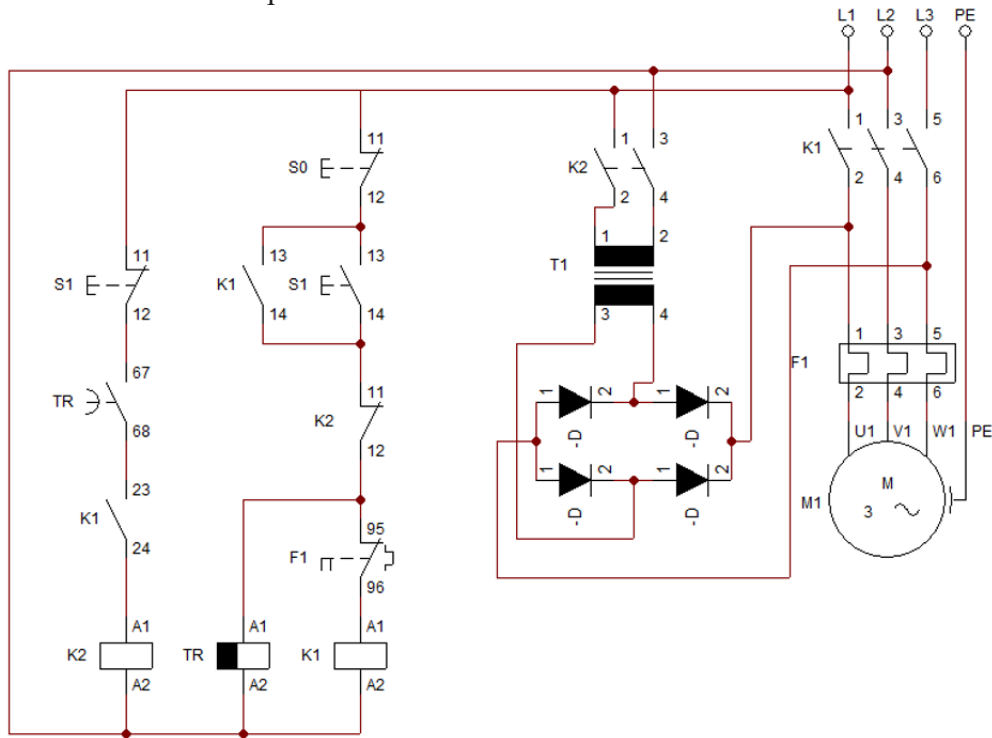 L1 L2 L3 PE
1 3 5
K1
2 4 6
11
S0
12
1 3
K2
2 4
11
S1
12
13 13
K1 S1
14 14
1 2
T1
3 4
1 3 5
F1
2 4 6
67
TR
68
11
K2
12
1 2 1 2
-D -D
1 2 1 2
-D -D
U1 V1 W1 PE
M
M1
3
23
K1
24
95
F1
96
A1 A1 A1
K2 TR K1
A2 A2 A2